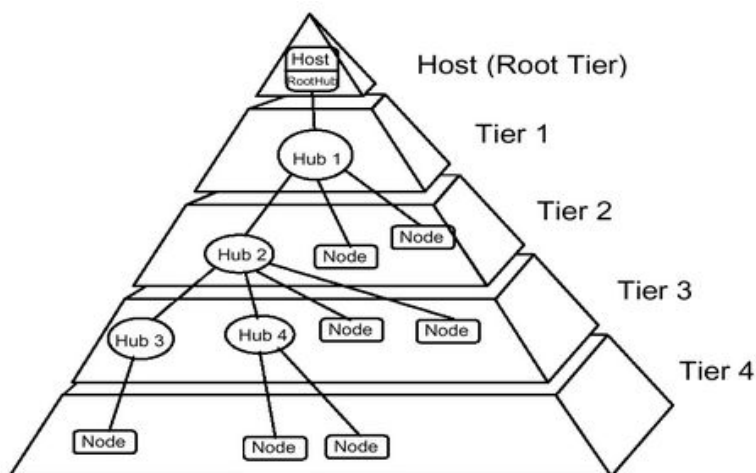 Host
RootHub
Host (Root Tier)
Hub 1
Tier 1
Hub 2
Node
Node
Tier 2
Hub 3
Hub 4
Node
Node
Tier 3
Node
Node
Node
Tier 4